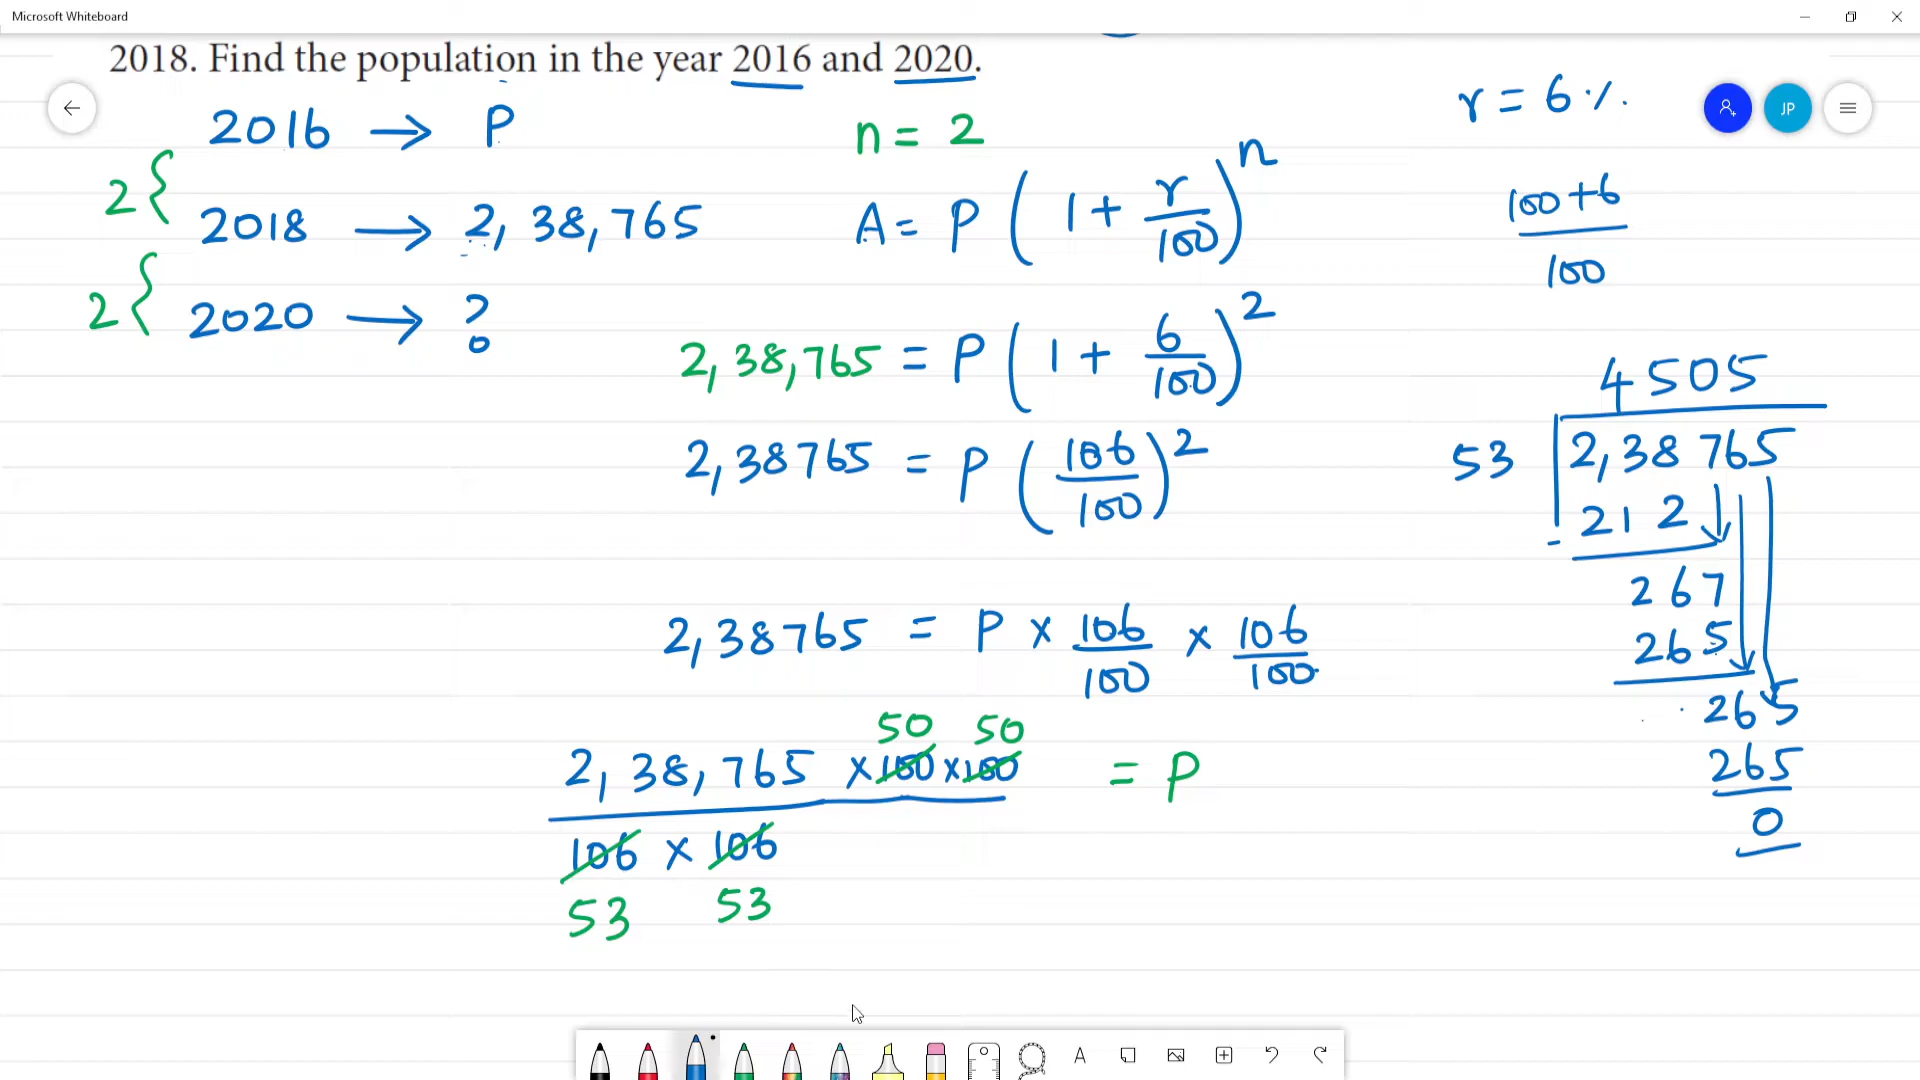 Microsoft Whiteboard
2018. Find the population in the year 2016 and 2020.
2016 → P
2 {
2018 → 2, 38, 765
2 {
2020 → ?
n = 2
A = P ( 1 + r/100 )^n
2, 38, 765 = P ( 1 + 6/100 )^2
2, 38765 = P ( 106/100 )^2
2, 38765 = P × 106/100 × 106/100
50 50
2, 38, 765 × 100 × 100 = P
106 × 106
53 53
r = 6 %
JP
100 + 6
100
4505
53 2, 38 765
- 212
267
265
265
265
0
A